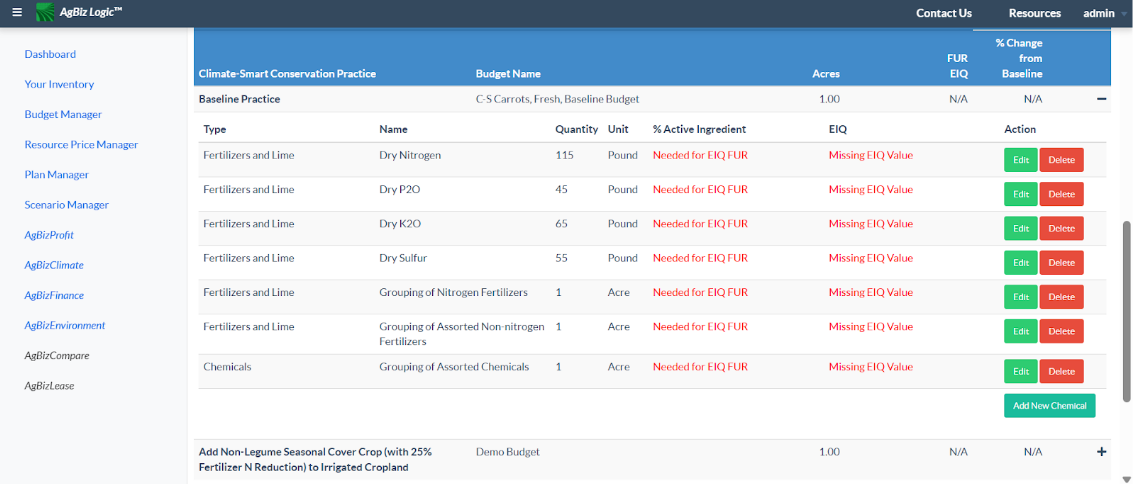 AgBiz Logic™
Contact Us Resources admin
Dashboard
Your Inventory
Budget Manager
Resource Price Manager
Plan Manager
Scenario Manager
AgBizProfit
AgBizClimate
AgBizFinance
AgBizEnvironment
AgBizCompare
AgBizLease
Climate-Smart Conservation Practice Budget Name Acres FUR EIQ % Change from Baseline
Baseline Practice C-S Carrots, Fresh, Baseline Budget 1.00 N/A N/A −
Type Name Quantity Unit % Active Ingredient EIQ Action
Fertilizers and Lime Dry Nitrogen 115 Pound Needed for EIQ FUR Missing EIQ Value Edit Delete
Fertilizers and Lime Dry P2O 45 Pound Needed for EIQ FUR Missing EIQ Value Edit Delete
Fertilizers and Lime Dry K2O 65 Pound Needed for EIQ FUR Missing EIQ Value Edit Delete
Fertilizers and Lime Dry Sulfur 55 Pound Needed for EIQ FUR Missing EIQ Value Edit Delete
Fertilizers and Lime Grouping of Nitrogen Fertilizers 1 Acre Needed for EIQ FUR Missing EIQ Value Edit Delete
Fertilizers and Lime Grouping of Assorted Non-nitrogen 1 Acre Needed for EIQ FUR Missing EIQ Value Edit Delete
Fertilizers
Chemicals Grouping of Assorted Chemicals 1 Acre Needed for EIQ FUR Missing EIQ Value Edit Delete
Add New Chemical
Add Non-Legume Seasonal Cover Crop (with 25% Demo Budget 1.00 N/A N/A +
Fertilizer N Reduction) to Irrigated Cropland